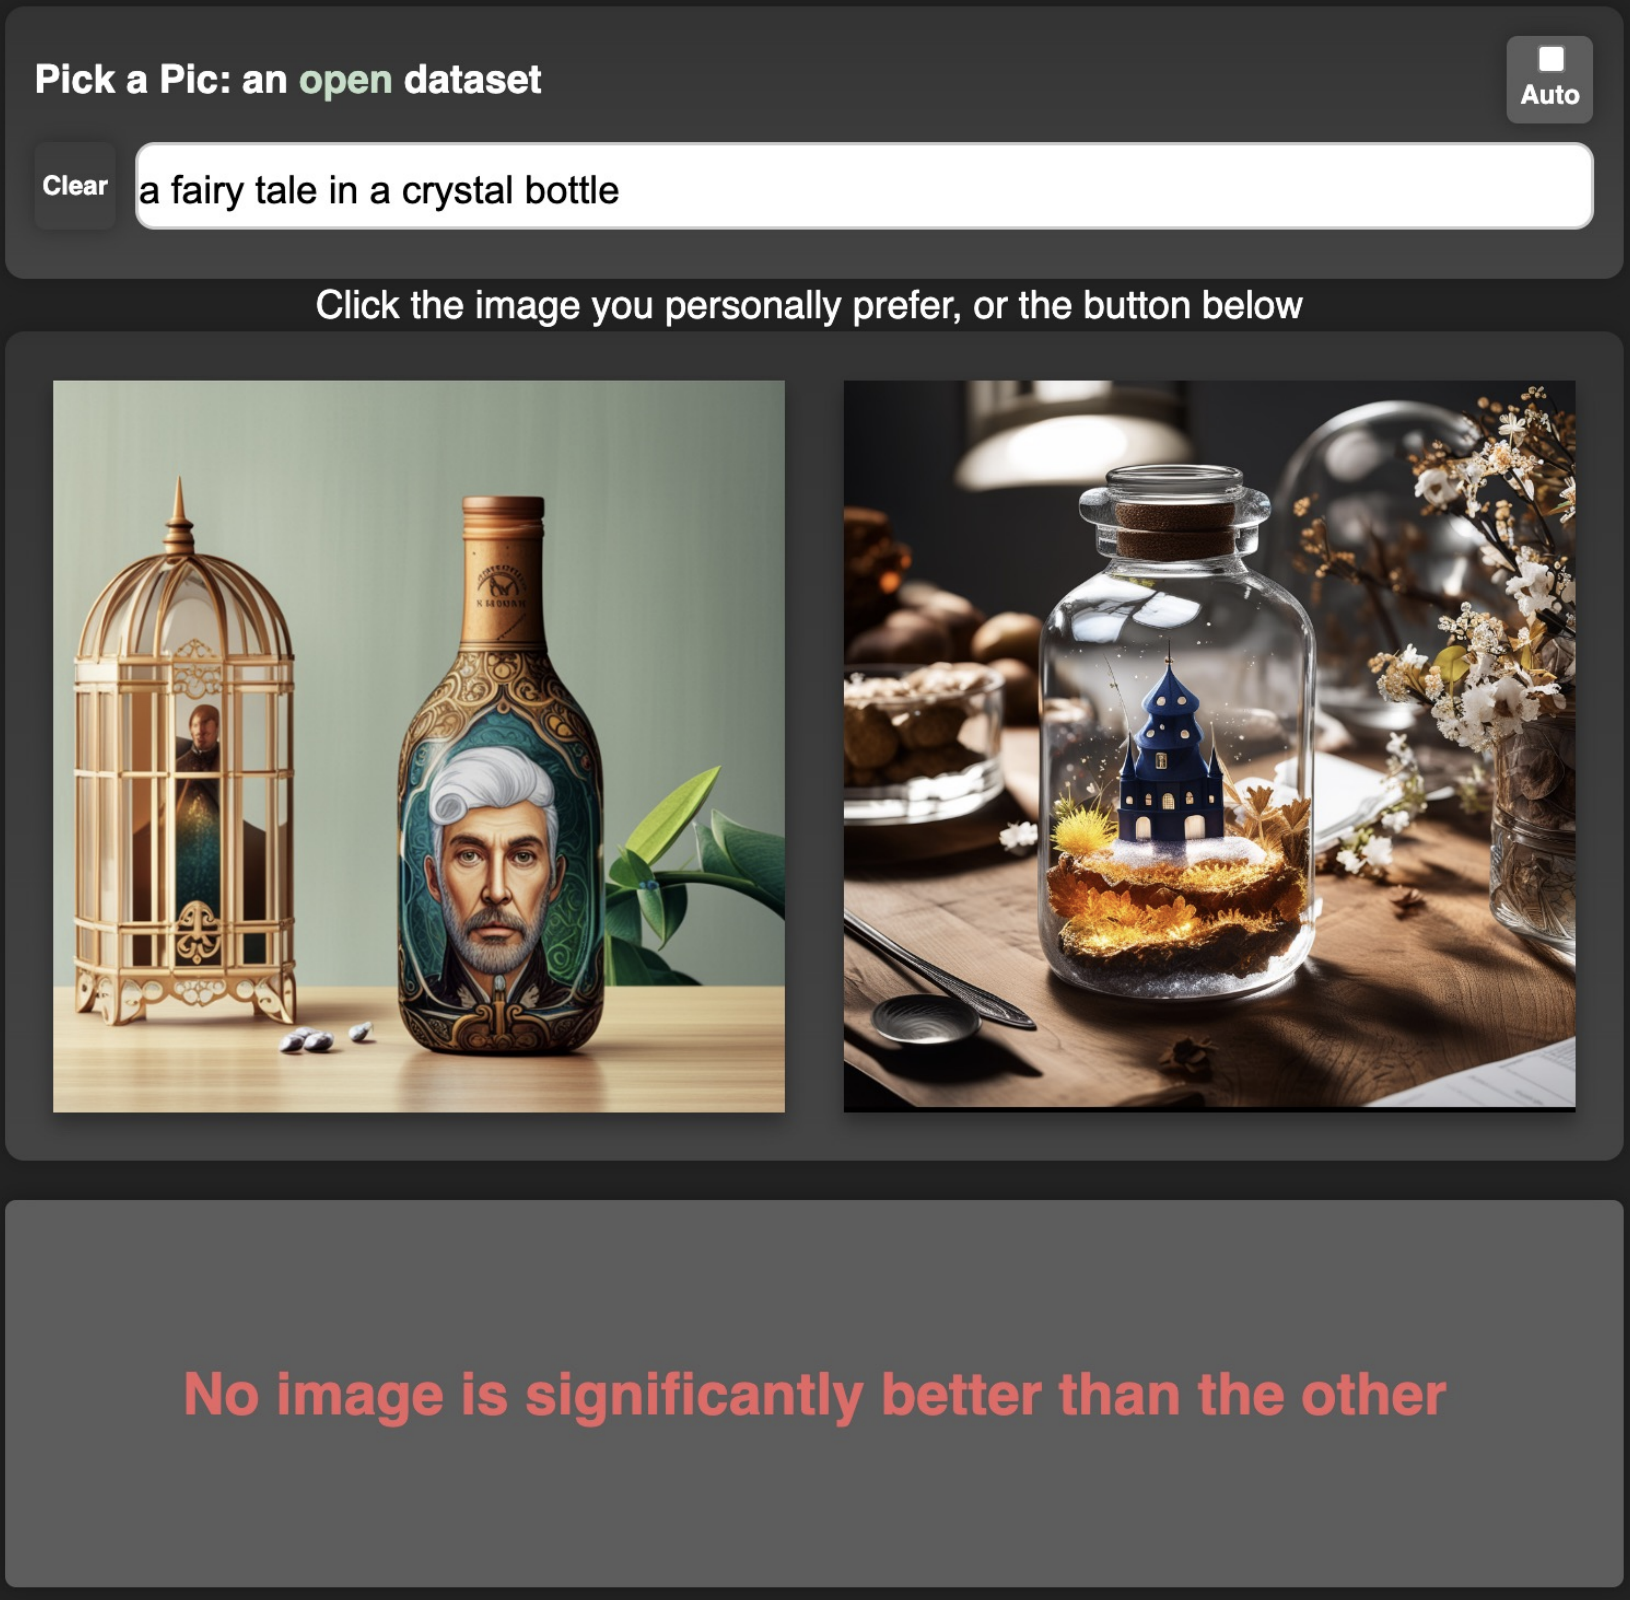 Pick a Pic: an open dataset
Auto
Clear
a fairy tale in a crystal bottle
Click the image you personally prefer, or the button below
No image is significantly better than the other